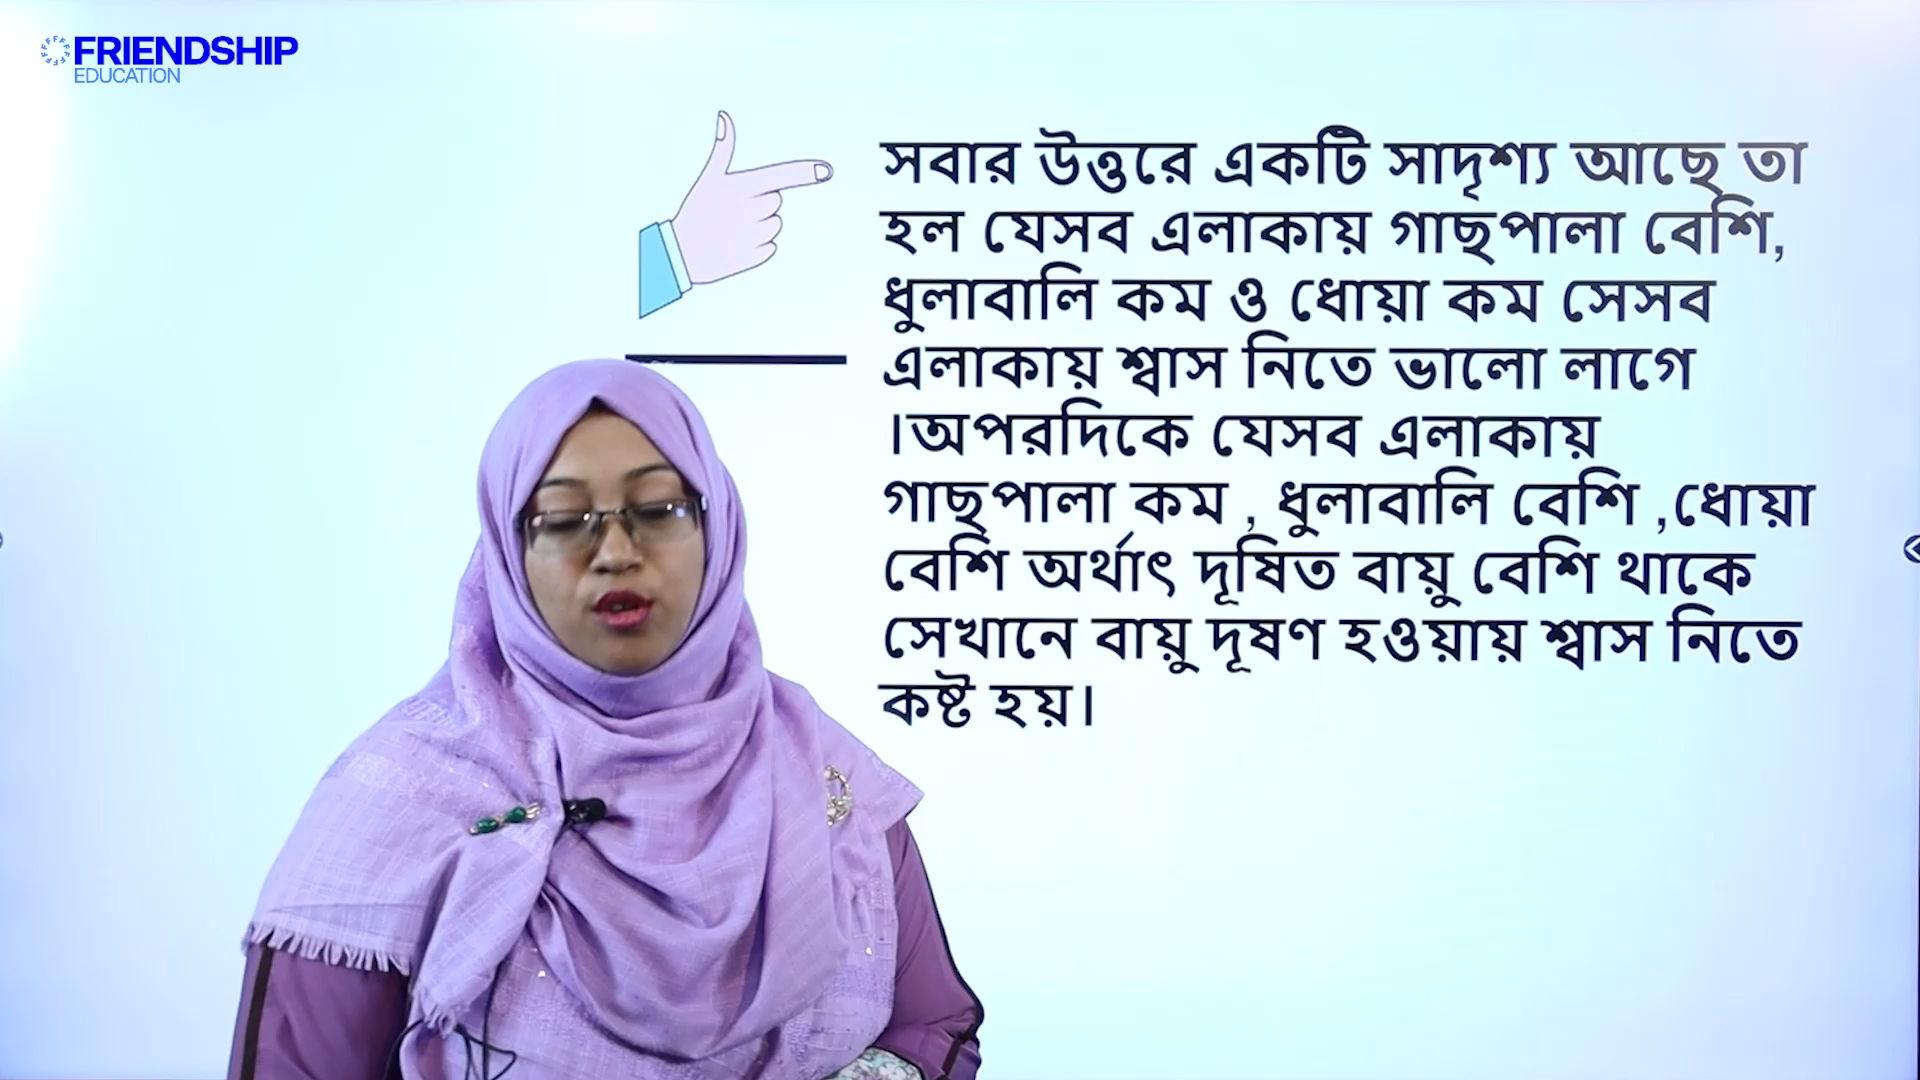 FRIENDSHIP
EDUCATION
সবার উত্তরে একটি সাদৃশ্য আছে তা
হল যেসব এলাকায় গাছপালা বেশি,
ধুলাবালি কম ও ধোয়া কম সেসব
এলাকায় শ্বাস নিতে ভালো লাগে
।অপরদিকে যেসব এলাকায়
গাছপালা কম , ধুলাবালি বেশি ,ধোয়া
বেশি অর্থাৎ দূষিত বায়ু বেশি থাকে
সেখানে বায়ু দূষণ হওয়ায় শ্বাস নিতে
কষ্ট হয়।